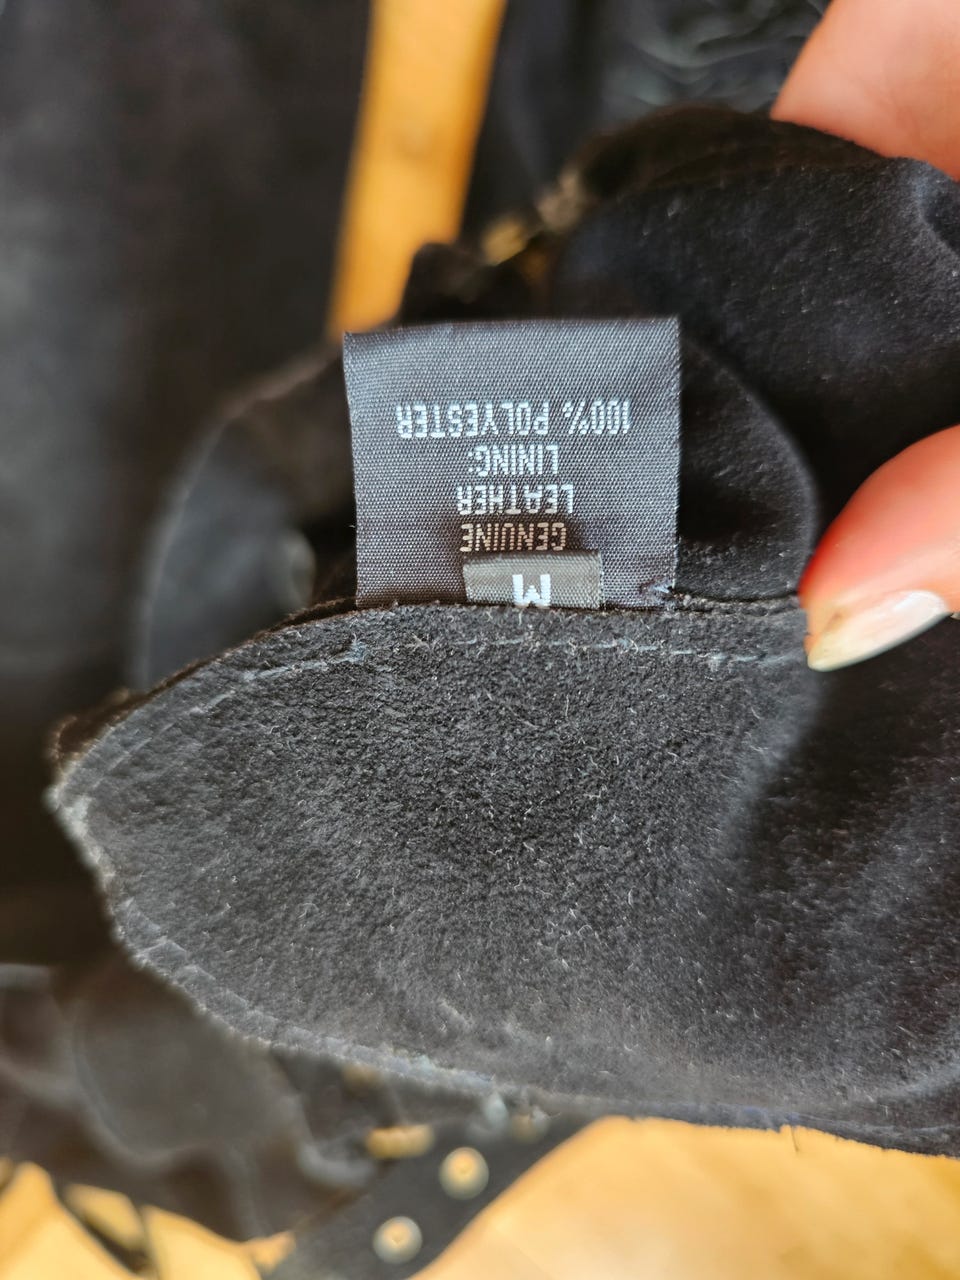 M
GENUINE
LEATHER
LINING:
100% POLYESTER